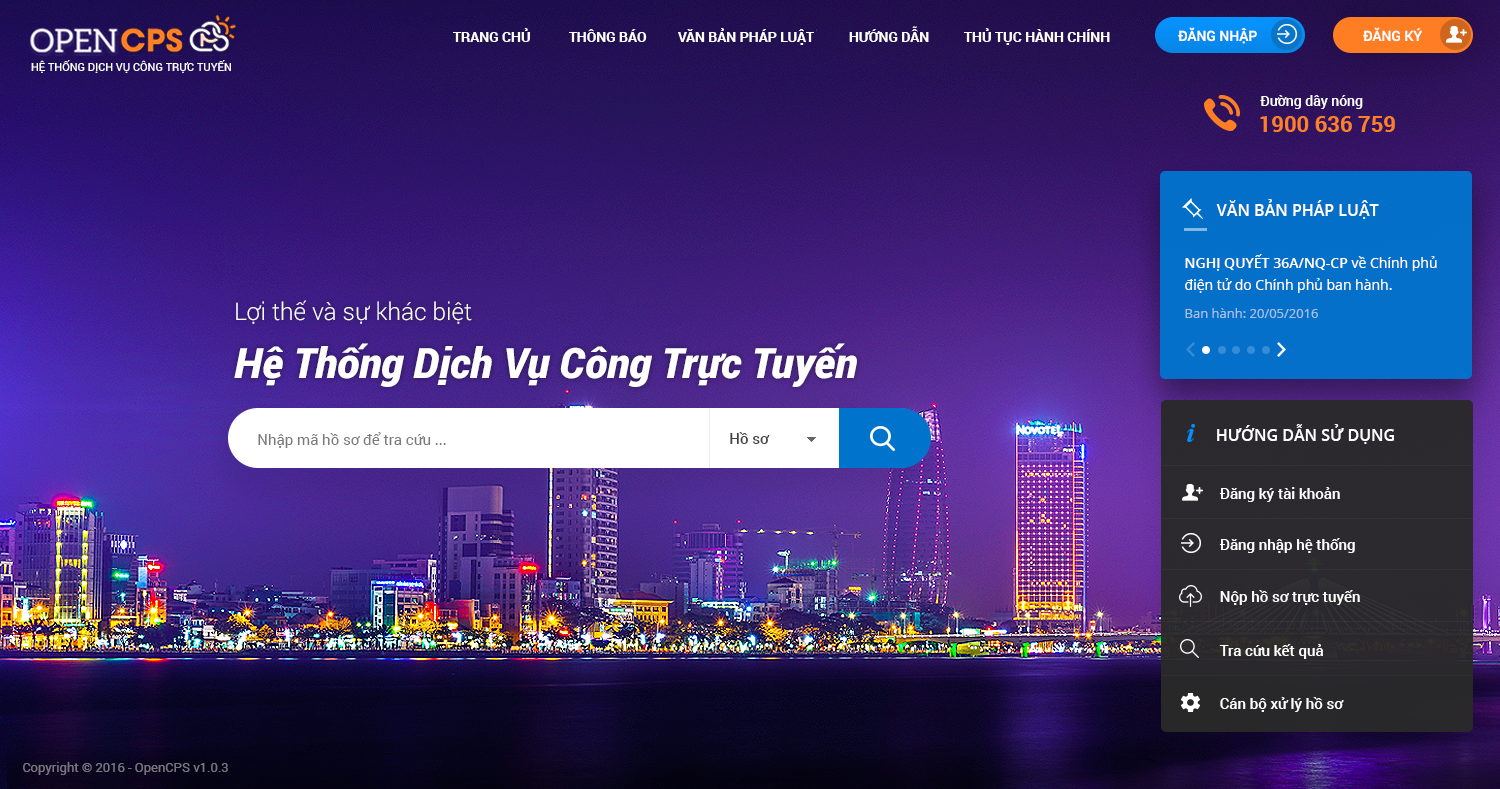 OPENCPS
HỆ THỐNG DỊCH VỤ CÔNG TRỰC TUYẾN
TRANG CHỦ
THÔNG BÁO
VĂN BẢN PHÁP LUẬT
HƯỚNG DẪN
THỦ TỤC HÀNH CHÍNH
ĐĂNG NHẬP
ĐĂNG KÝ
Đường dây nóng
1900 636 759
VĂN BẢN PHÁP LUẬT
NGHỊ QUYẾT 36A/NQ-CP về Chính phủ
điện tử do Chính phủ ban hành.
Ban hành: 20/05/2016
Lợi thế và sự khác biệt
Hệ Thống Dịch Vụ Công Trực Tuyến
Nhập mã hồ sơ để tra cứu ...
Hồ sơ
NOVOTEL
HƯỚNG DẪN SỬ DỤNG
Đăng ký tài khoản
Đăng nhập hệ thống
Nộp hồ sơ trực tuyến
Tra cứu kết quả
Cán bộ xử lý hồ sơ
Copyright © 2016 - OpenCPS v1.0.3